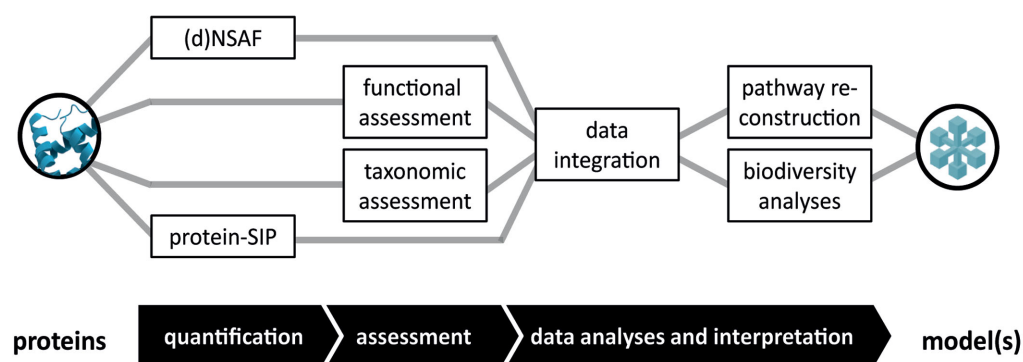 (d)NSAF
functional
assessment
taxonomic
assessment
protein-SIP
data
integration
pathway re-
construction
biodiversity
analyses
proteins
quantification
assessment
data analyses and interpretation
model(s)